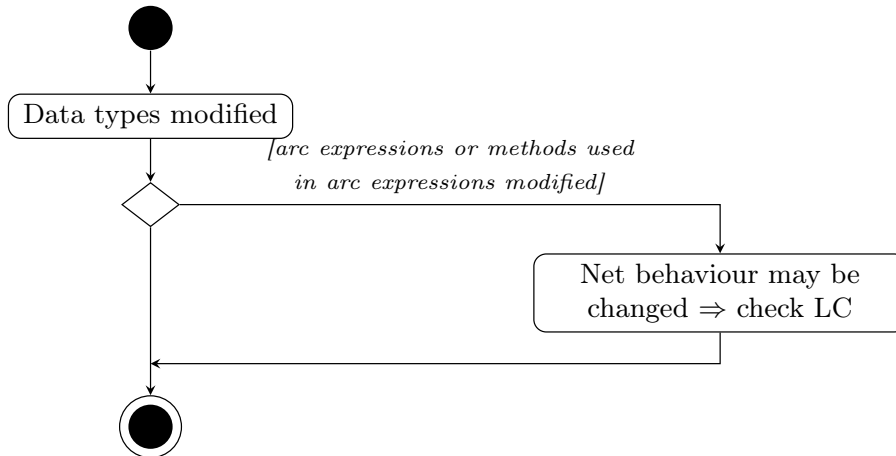 Data types modified
[arc expressions or methods used
in arc expressions modified]
Net behaviour may be
changed ⇒ check LC